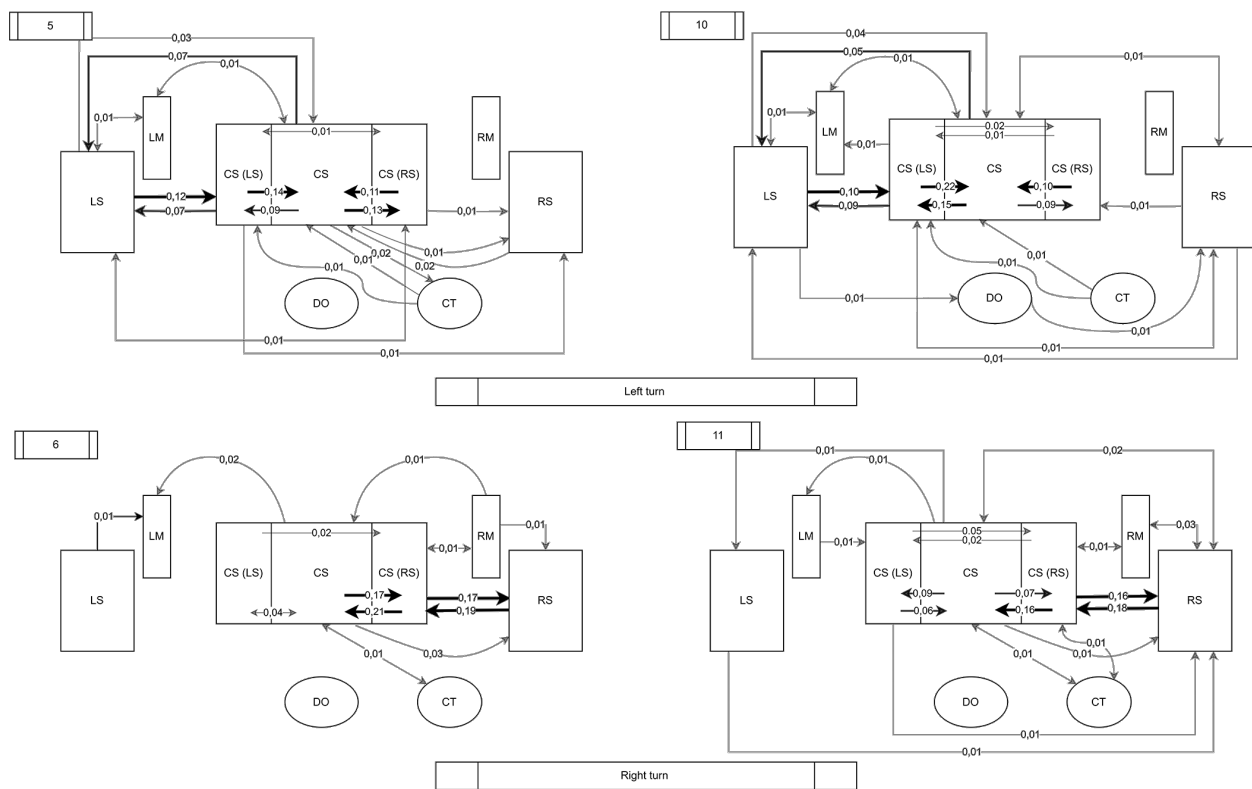 5
0,03
0,07
0,01
0,01
LM
RM
0,01
CS (LS)
CS
CS (RS)
LS
RS
0,12
0,07
0,14
0,09
0,11
0,13
0,01
0,01
0,02
0,01
0,02
0,01
DO
CT
0,01
0,01
10
0,04
0,05
0,01
0,01
0,01
LM
RM
0,01
0,02
0,01
CS (LS)
CS
CS (RS)
LS
RS
0,10
0,09
0,22
0,15
0,10
0,09
0,01
0,01
0,01
0,01
DO
CT
0,01
0,01
0,01
Left turn
6
0,02
0,01
0,01
LM
RM
0,01
0,02
0,01
CS (LS)
CS
CS (RS)
LS
RS
0,04
0,17
0,21
0,17
0,19
0,01
0,03
DO
CT
11
0,01
0,02
LM
RM
0,03
0,01
0,05
0,02
0,01
CS (LS)
CS
CS (RS)
LS
RS
0,09
0,06
0,07
0,16
0,16
0,18
0,01
0,01
0,01
DO
CT
0,01
0,01
Right turn